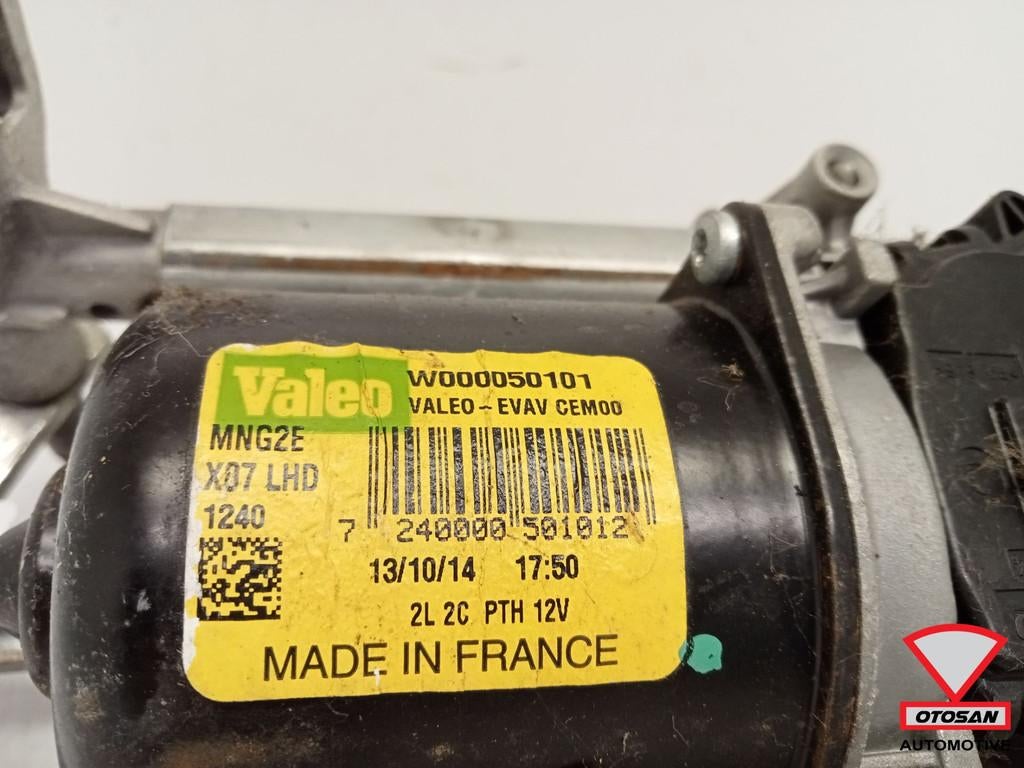 Valeo
W000050101
VALEO - EVAV CEM00
MNG2E
X07 LHD
1240
7 240000 501012
13/10/14 17:50
2L 2C PTH 12V
MADE IN FRANCE
OTOSAN
AUTOMOTIVE